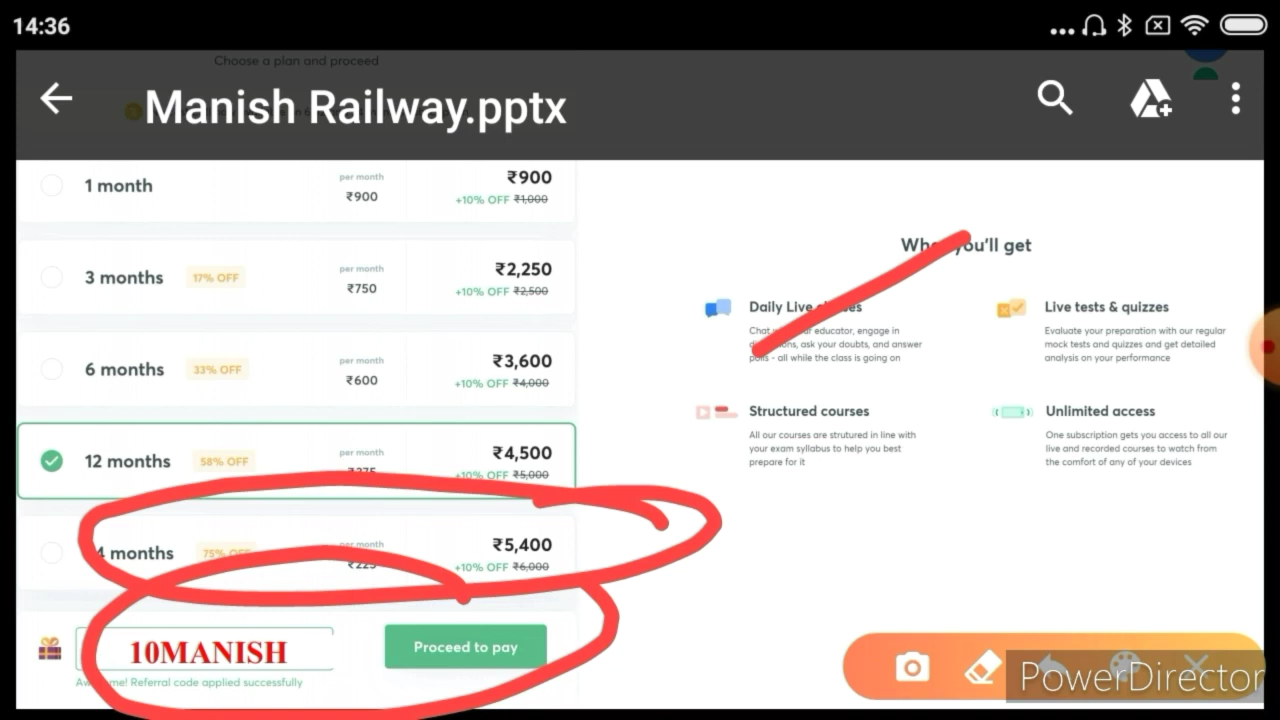 14:36
Choose a plan and proceed
Manish Railway.pptx
1 month
per month
₹900
₹900
+10% OFF ₹1,000
3 months
17% OFF
per month
₹750
₹2,250
+10% OFF ₹2,500
6 months
33% OFF
per month
₹600
₹3,600
+10% OFF ₹4,000
12 months
58% OFF
per month
₹375
₹4,500
+10% OFF ₹5,000
4 months
75% OFF
per month
₹225
₹5,400
+10% OFF ₹6,000
10MANISH
Proceed to pay
Referral code applied successfully
you'll get
Daily Live
Chat educator, engage in
ask your doubts, and answer
polls - all while the class is going on
Live tests & quizzes
Evaluate your preparation with our regular
mock tests and quizzes and get detailed
analysis on your performance
Structured courses
All our courses are strutured in line with
your exam syllabus to help you best
prepare for it
Unlimited access
One subscription gets you access to all our
live and recorded courses to watch from
the comfort of any of your devices
PowerDirector